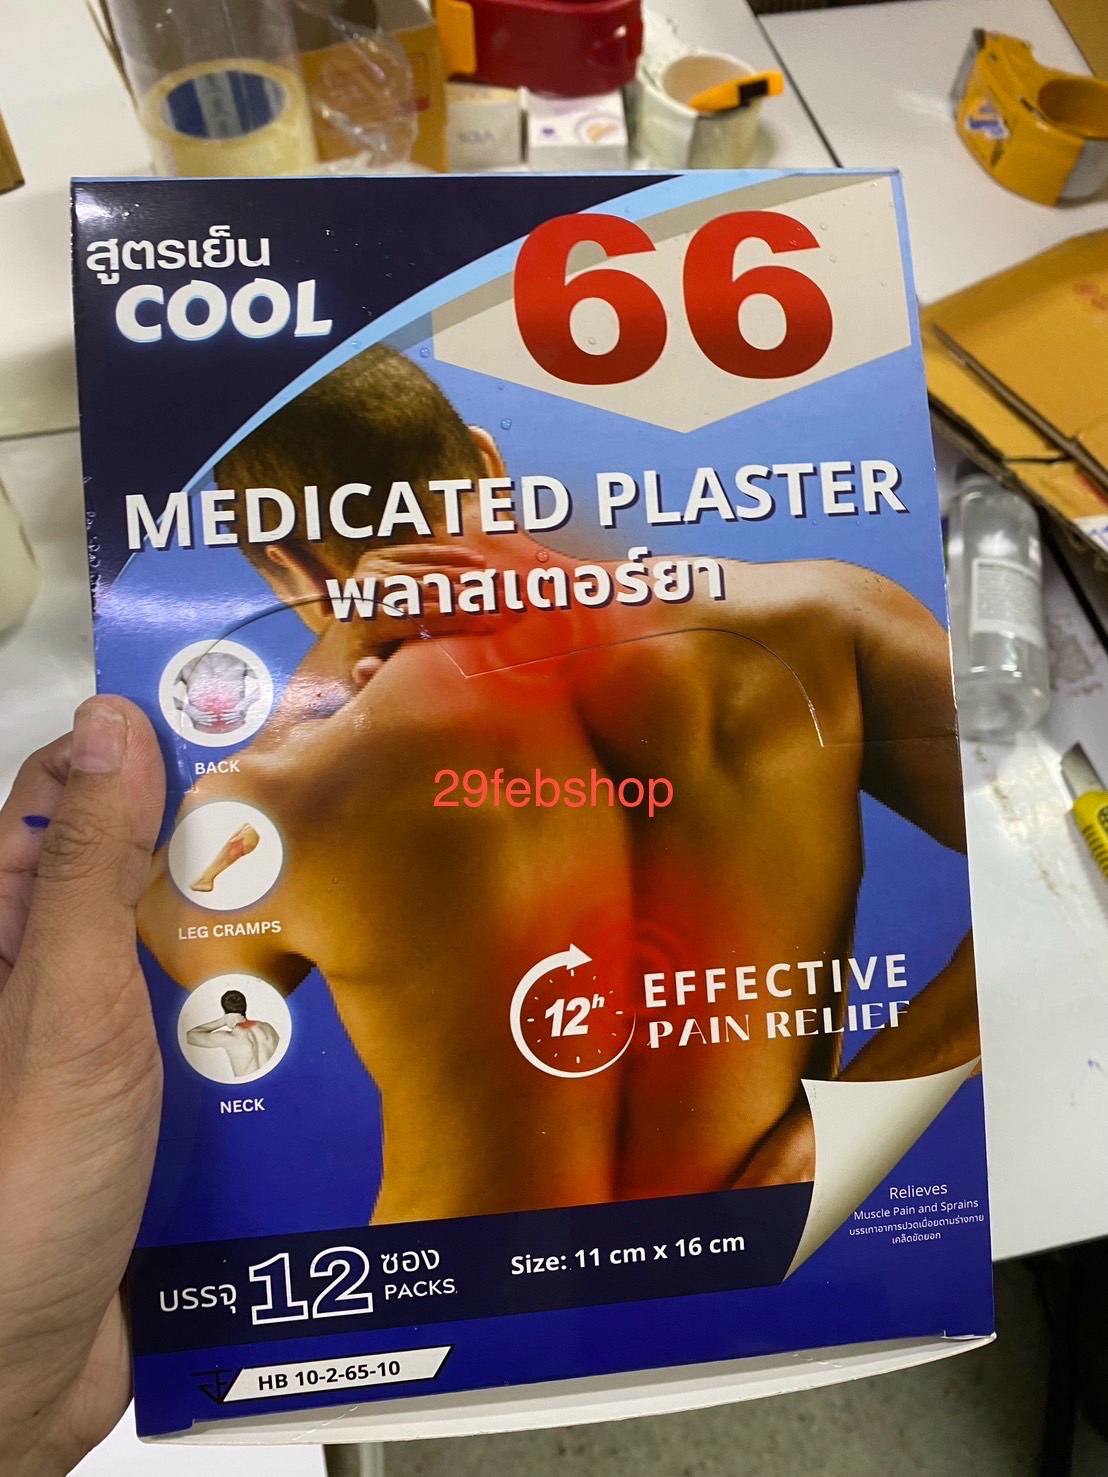 สูตรเย็น
COOL
66
MEDICATED PLASTER
พลาสเตอร์ยา
BACK
29febshop
LEG CRAMPS
12h
EFFECTIVE
PAIN RELIEF
NECK
Relieves
Muscle Pain and Sprains
บรรเทาอาการปวดเมื่อยตามร่างกาย
เคล็ดขัดยอก
บรรจุ 12 ซอง
PACKS
Size: 11 cm x 16 cm
HB 10-2-65-10